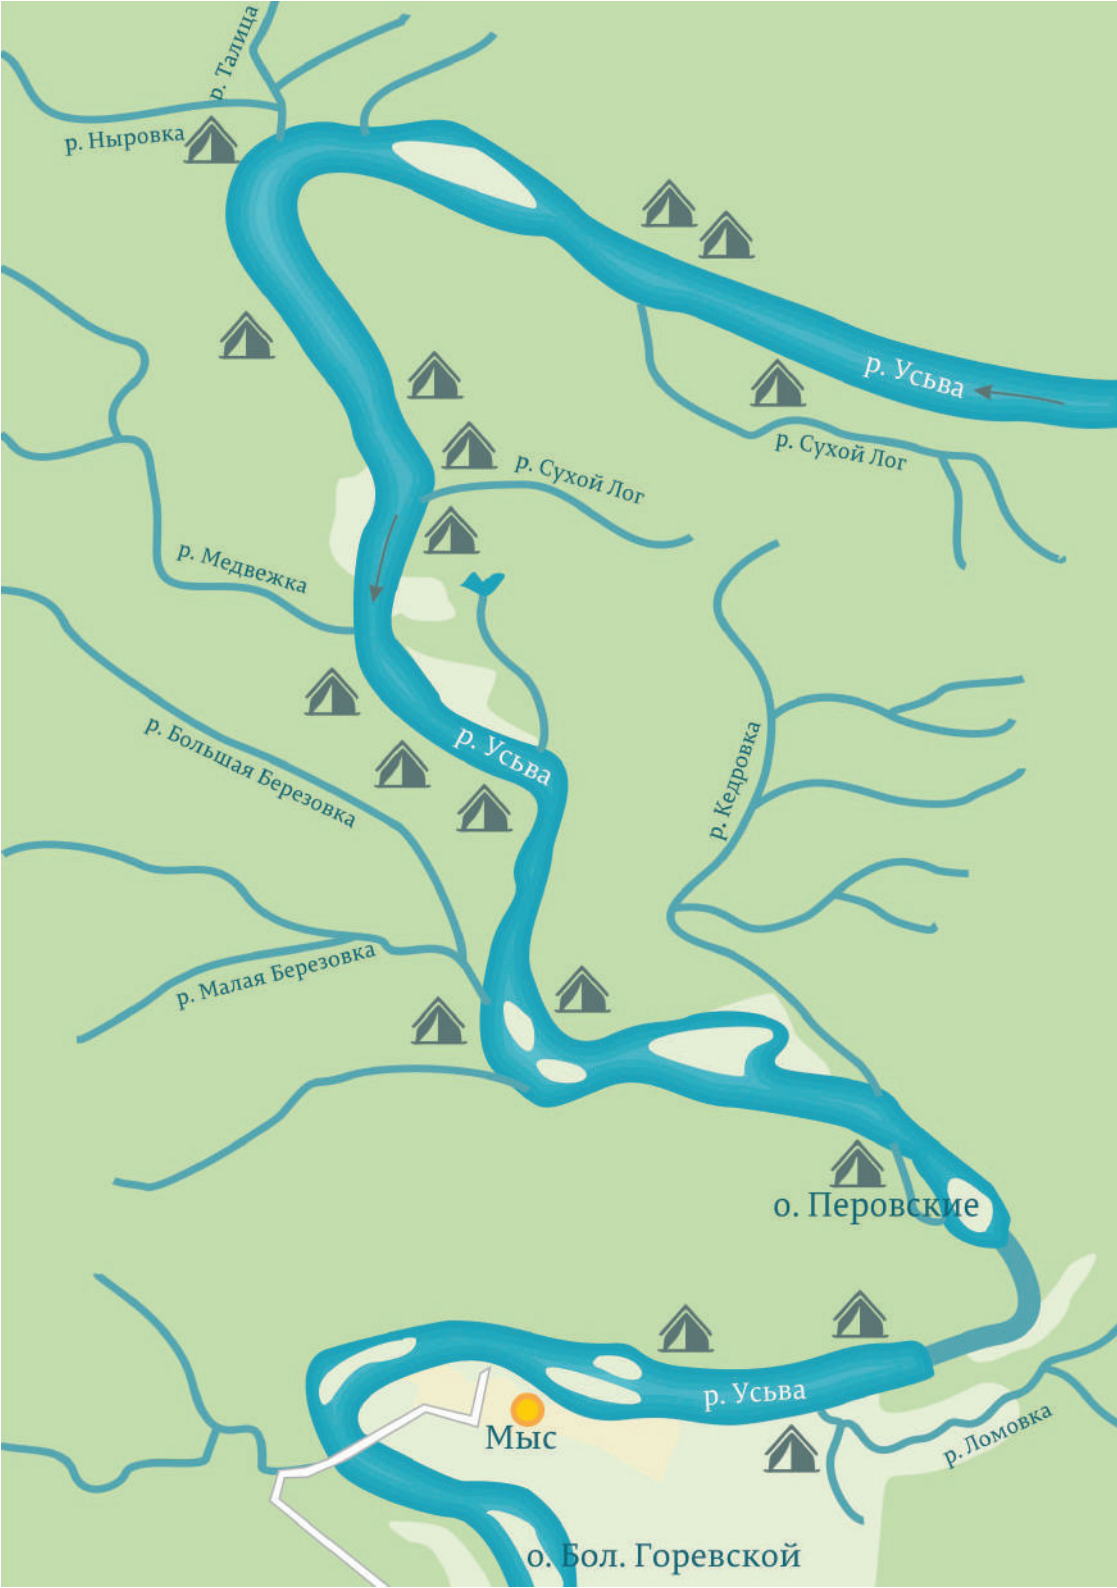 р. Талица
р. Ныровка
р. Усьва
р. Сухой Лог
р. Сухой Лог
р. Медвежка
р. Усьва
р. Большая Березовка
р. Кедровка
р. Малая Березовка
о. Перовские
р. Усьва
р. Ломовка
Мыс
о. Бол. Горевской